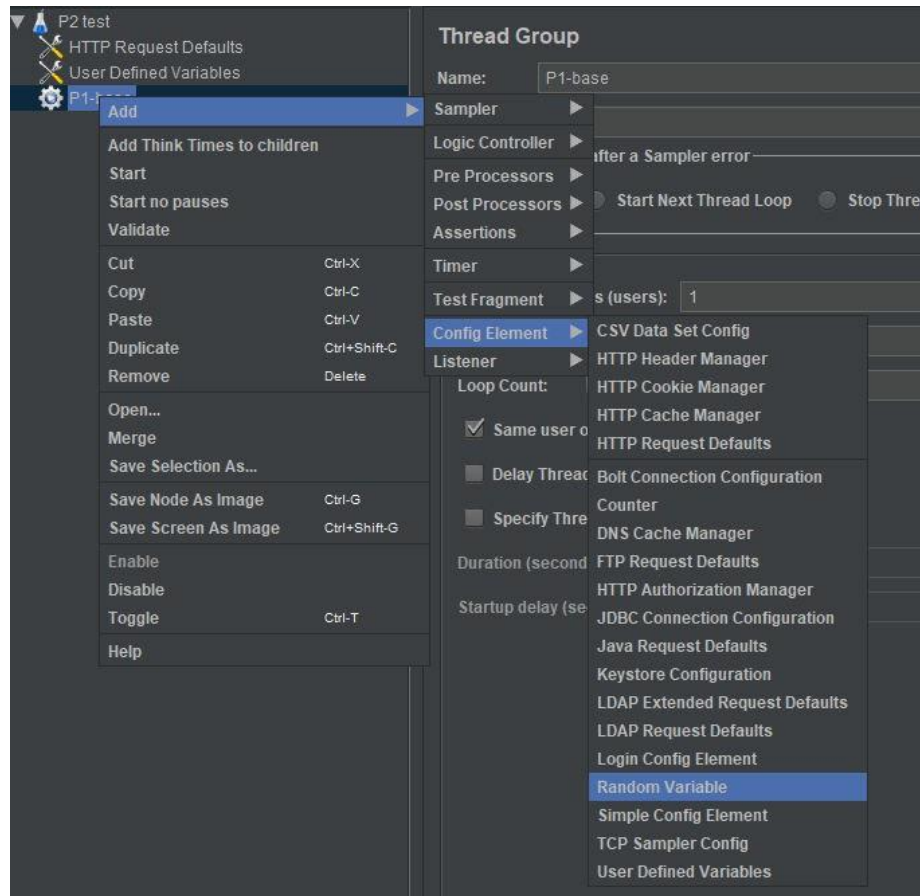 P2 test
HTTP Request Defaults
User Defined Variables
Thread Group
Name: P1-base
Add
Add Think Times to children
Start
Start no pauses
Validate
Cut Ctrl-X
Copy Ctrl-C
Paste Ctrl-V
Duplicate Ctrl+Shift-C
Remove Delete
Open...
Merge
Save Selection As...
Save Node As Image Ctrl-G
Save Screen As Image Ctrl+Shift-G
Enable
Disable
Toggle Ctrl-T
Help
Sampler
Logic Controller
Pre Processors
Post Processors
Assertions
Timer
Test Fragment
Config Element
Listener
after a Sampler error
Start Next Thread Loop Stop Thre
s (users): 1
Loop Count:
Same user o
Delay Thread
Specify Thre
Duration (second
Startup delay (se
CSV Data Set Config
HTTP Header Manager
HTTP Cookie Manager
HTTP Cache Manager
HTTP Request Defaults
Bolt Connection Configuration
Counter
DNS Cache Manager
FTP Request Defaults
HTTP Authorization Manager
JDBC Connection Configuration
Java Request Defaults
Keystore Configuration
LDAP Extended Request Defaults
LDAP Request Defaults
Login Config Element
Random Variable
Simple Config Element
TCP Sampler Config
User Defined Variables